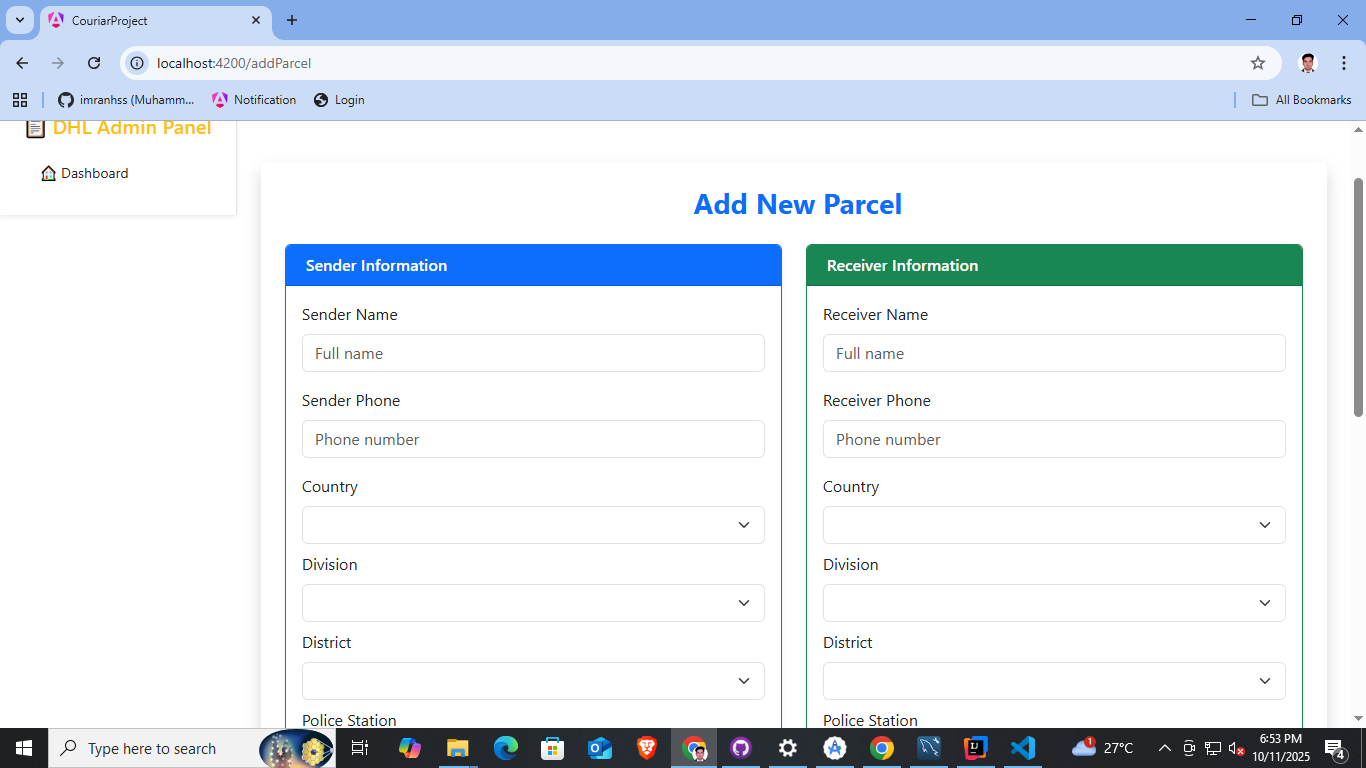 CouriarProject
localhost:4200/addParcel
imranhss (Muhamm...
Notification
Login
All Bookmarks
DHL Admin Panel
Dashboard
Add New Parcel
Sender Information
Sender Name
Full name
Sender Phone
Phone number
Country
Division
District
Police Station
Receiver Information
Receiver Name
Full name
Receiver Phone
Phone number
Country
Division
District
Police Station
Type here to search
1
27°C
6:53 PM
10/11/2025
4